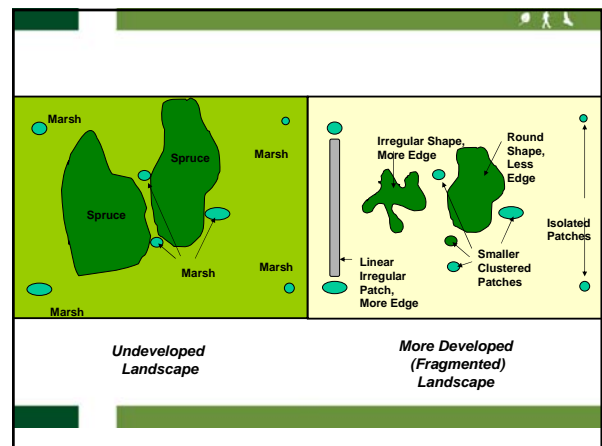 Marsh
Spruce
Marsh
Spruce
Marsh
Marsh
Marsh
Irregular Shape,
More Edge
Round
Shape,
Less
Edge
Isolated
Patches
Smaller
Clustered
Patches
Linear
Irregular
Patch,
More Edge
Undeveloped
Landscape
More Developed
(Fragmented)
Landscape